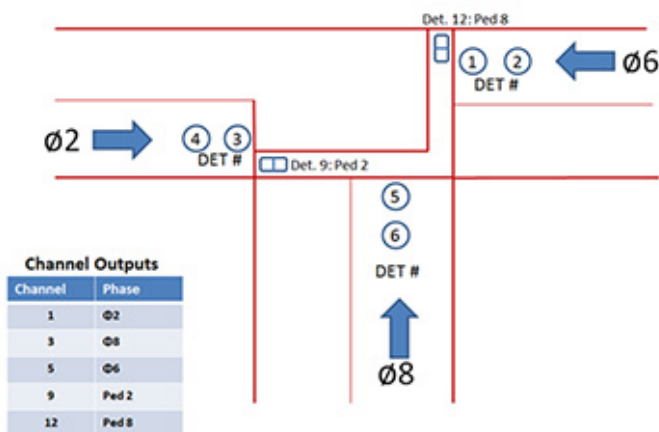 Det. 12: Ped 8
1 2
DET #
Ø6
Ø2
4 3
DET #
Det. 9: Ped 2
5
6
DET #
Ø8
Channel Outputs
Channel Phase
1 Φ2
3 Φ8
5 Φ6
9 Ped 2
12 Ped 8